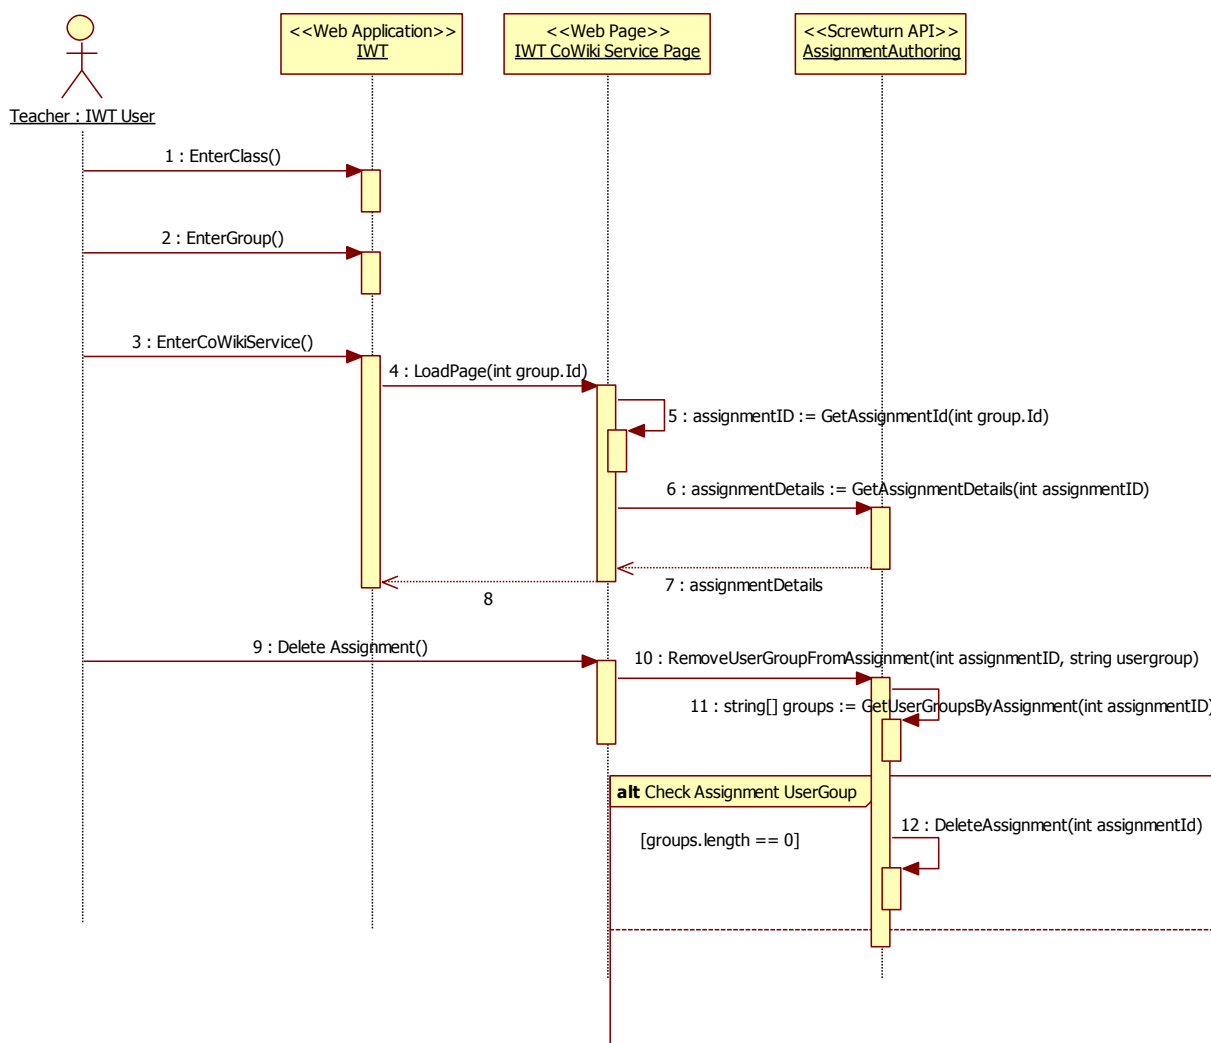 <<Web Application>>
IWT
<<Web Page>>
IWT CoWiki Service Page
<<Screwturn API>>
AssignmentAuthoring
Teacher : IWT User
1 : EnterClass()
2 : EnterGroup()
3 : EnterCoWikiService()
4 : LoadPage(int group.Id)
5 : assignmentID := GetAssignmentId(int group.Id)
6 : assignmentDetails := GetAssignmentDetails(int assignmentID)
7 : assignmentDetails
8
9 : Delete Assignment()
10 : RemoveUserGroupFromAssignment(int assignmentID, string usergroup)
11 : string[] groups := GetUserGroupsByAssignment(int assignmentID)
alt Check Assignment UserGoup
12 : DeleteAssignment(int assignmentId)
[groups.length == 0]